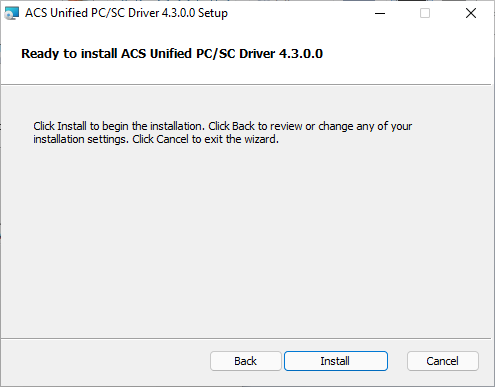 ACS Unified PC/SC Driver 4.3.0.0 Setup
Ready to install ACS Unified PC/SC Driver 4.3.0.0
Click Install to begin the installation. Click Back to review or change any of your
installation settings. Click Cancel to exit the wizard.
Back
Install
Cancel